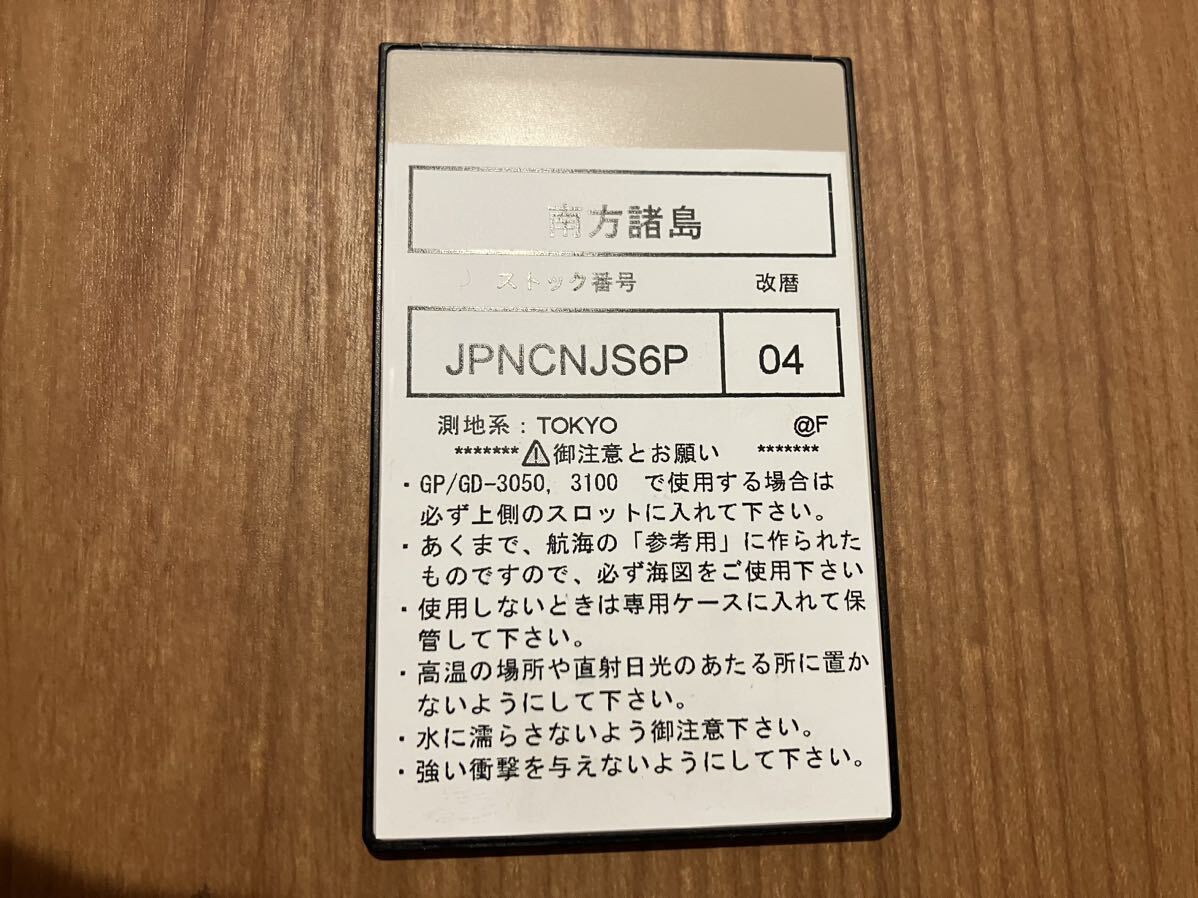 南方諸島
ストック番号 改暦
JPNCNJS6P 04
測地系：TOKYO @F
*******⚠御注意とお願い *******
・GP/GD-3050, 3100 で使用する場合は
必ず上側のスロットに入れて下さい。
・あくまで、航海の「参考用」に作られた
ものですので、必ず海図をご使用下さい
・使用しないときは専用ケースに入れて保
管して下さい。
・高温の場所や直射日光のあたる所に置か
ないようにして下さい。
・水に濡らさないよう御注意下さい。
・強い衝撃を与えないようにして下さい。